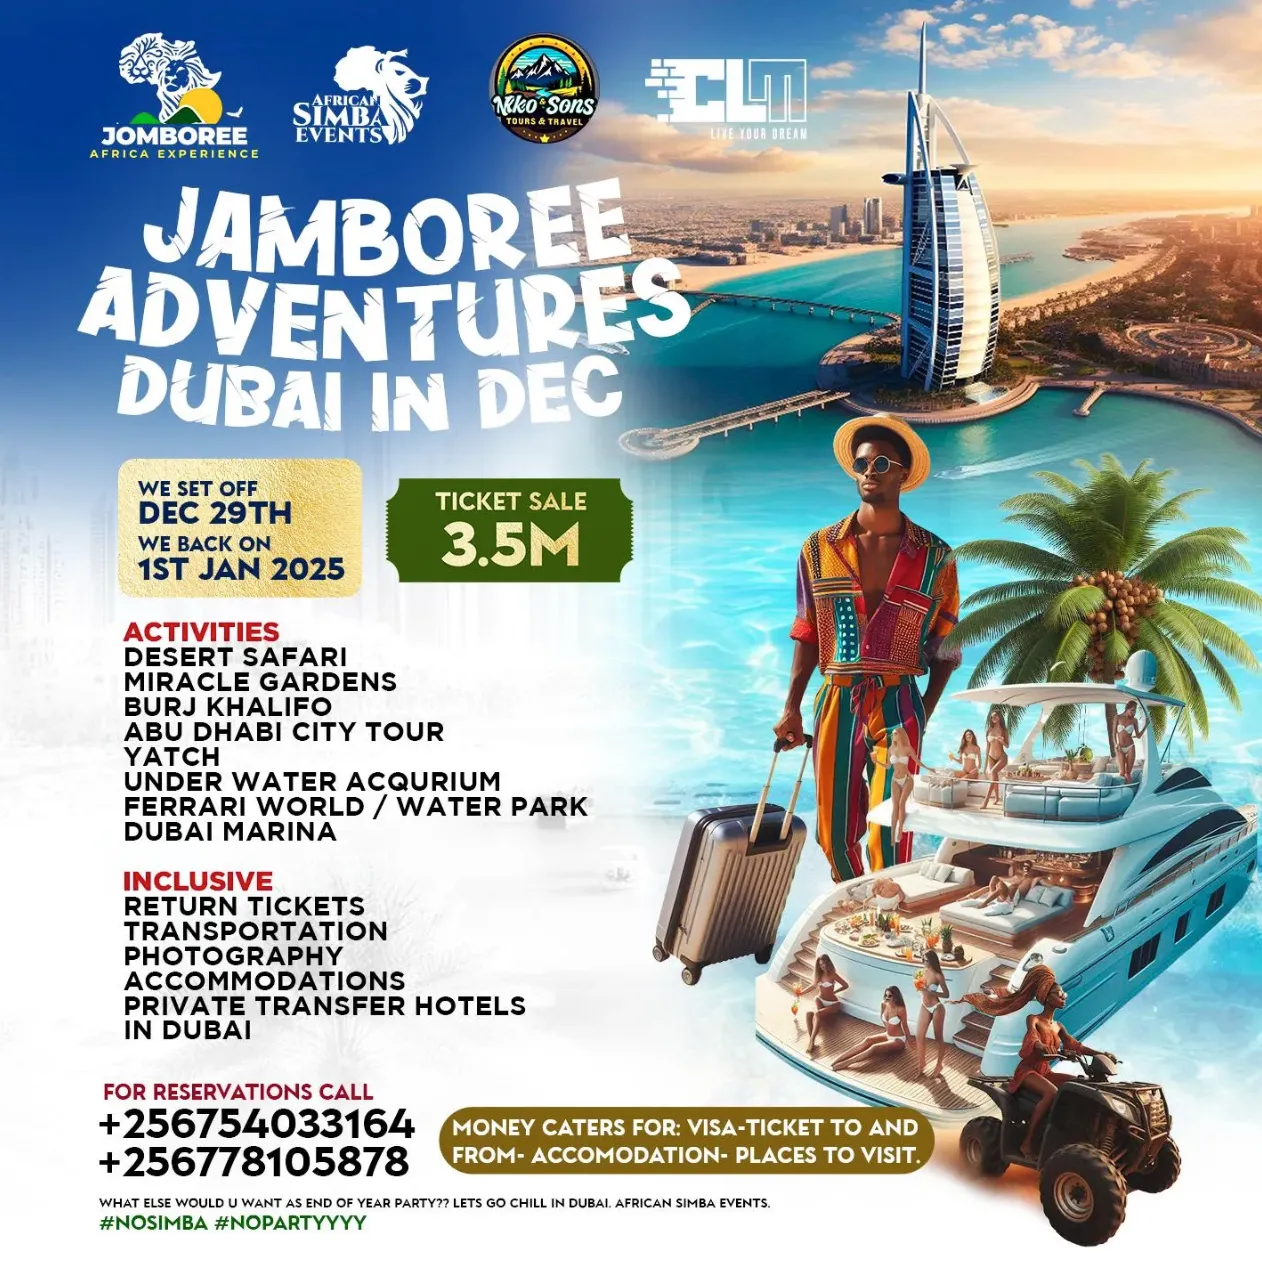 JOMBOREE
AFRICA EXPERIENCE
AFRICAN
SIMBA
EVENTS
Niko & Sons
TOURS & TRAVEL
CLM
LIVE YOUR DREAM
JAMBOREE
ADVENTURES
DUBAI IN DEC
WE SET OFF
DEC 29TH
WE BACK ON
1ST JAN 2025
TICKET SALE
3.5M
ACTIVITIES
DESERT SAFARI
MIRACLE GARDENS
BURJ KHALIFO
ABU DHABI CITY TOUR
YATCH
UNDER WATER ACQURIUM
FERRARI WORLD / WATER PARK
DUBAI MARINA
INCLUSIVE
RETURN TICKETS
TRANSPORTATION
PHOTOGRAPHY
ACCOMMODATIONS
PRIVATE TRANSFER HOTELS
IN DUBAI
FOR RESERVATIONS CALL
+256754033164
+256778105878
MONEY CATERS FOR: VISA-TICKET TO AND
FROM- ACCOMODATION- PLACES TO VISIT.
WHAT ELSE WOULD U WANT AS END OF YEAR PARTY?? LETS GO CHILL IN DUBAI. AFRICAN SIMBA EVENTS.
#NOSIMBA #NOPARTYYYY